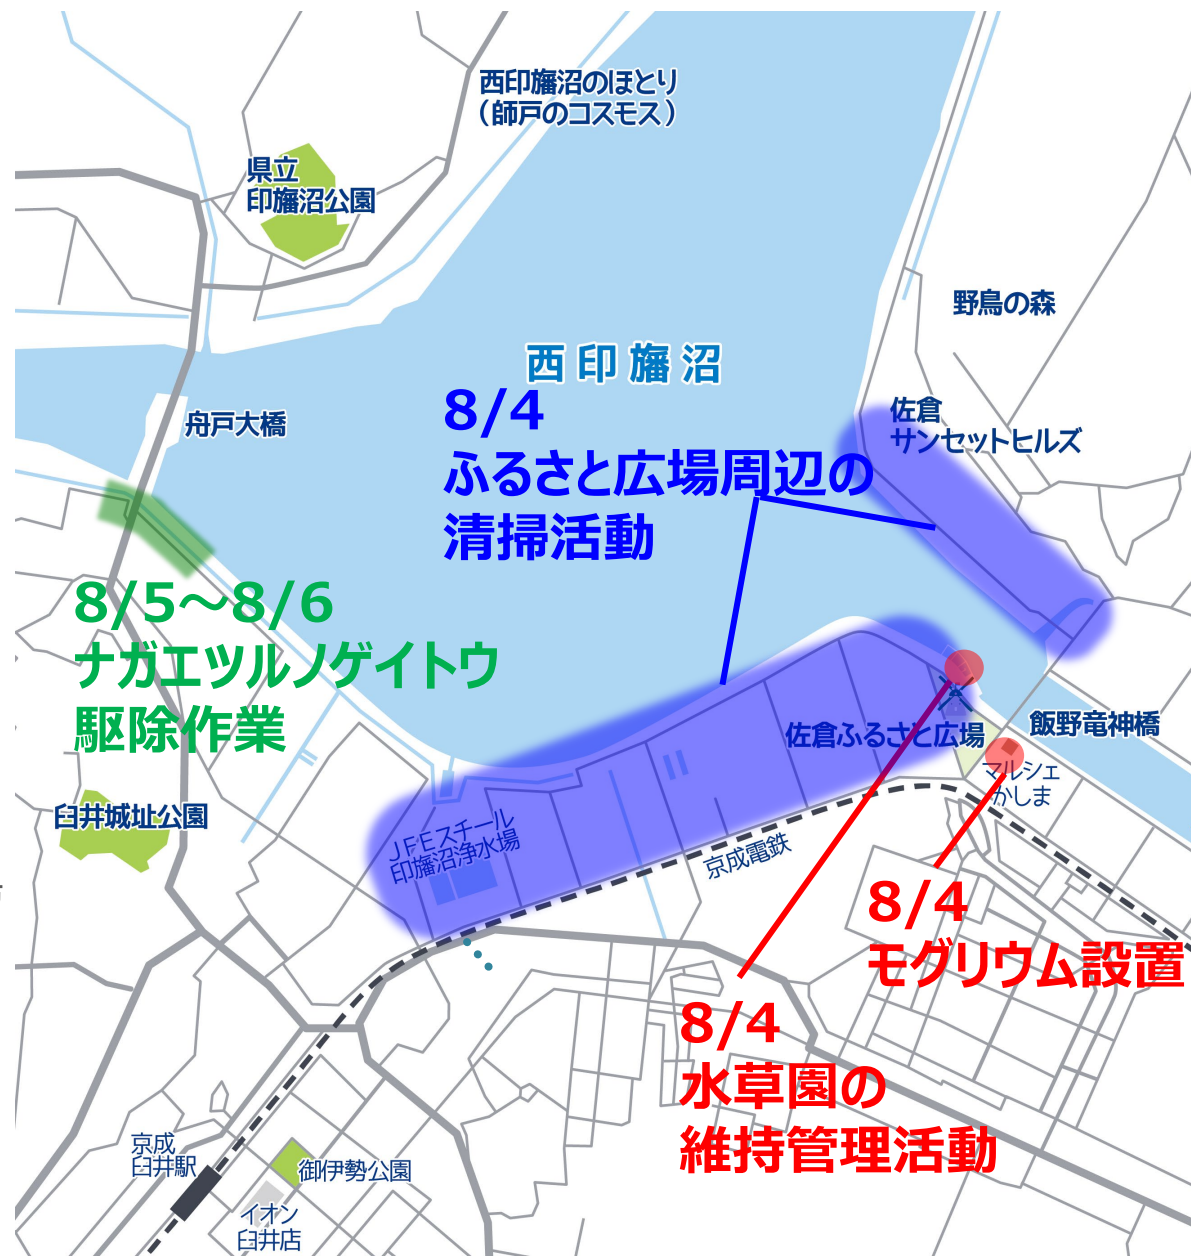 西印旛沼のほとり
（師戸のコスモス）
県立
印旛沼公園
野鳥の森
西印旛沼
8/4
ふるさと広場周辺の
清掃活動
佐倉
サンセットヒルズ
舟戸大橋
8/5～8/6
ナガエツルノゲイトウ
駆除作業
飯野竜神橋
佐倉ふるさと広場
マルシェ
かしま
臼井城址公園
JFEスチール
印旛沼浄水場
京成電鉄
8/4
モグリウム設置
8/4
水草園の
維持管理活動
京成
臼井駅
御伊勢公園
イオン
臼井店